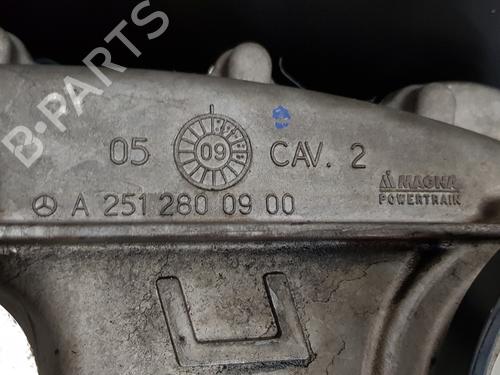 B-PARTS
05 09 CAV. 2
A 251 280 09 00
MAGNA
POWERTRAIN